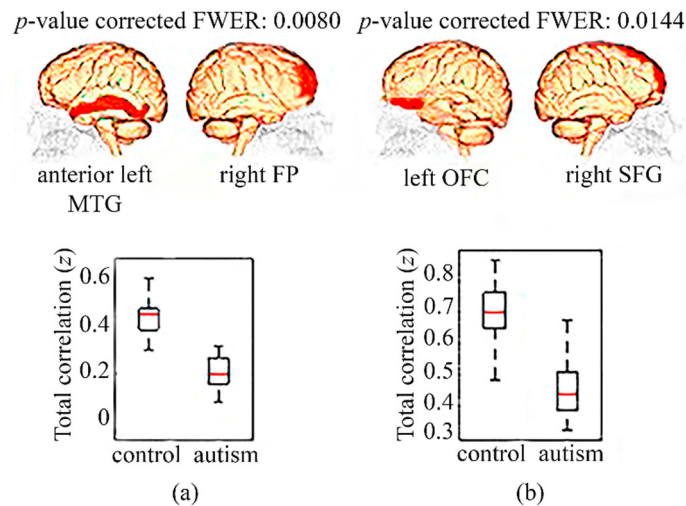 p-value corrected FWER: 0.0080
anterior left
MTG
right FP
Total correlation (z)
0.6
0.4
0.2
0
control autism
(a)
p-value corrected FWER: 0.0144
left OFC
right SFG
Total correlation (z)
0.8
0.7
0.6
0.5
0.4
0.3
control autism
(b)